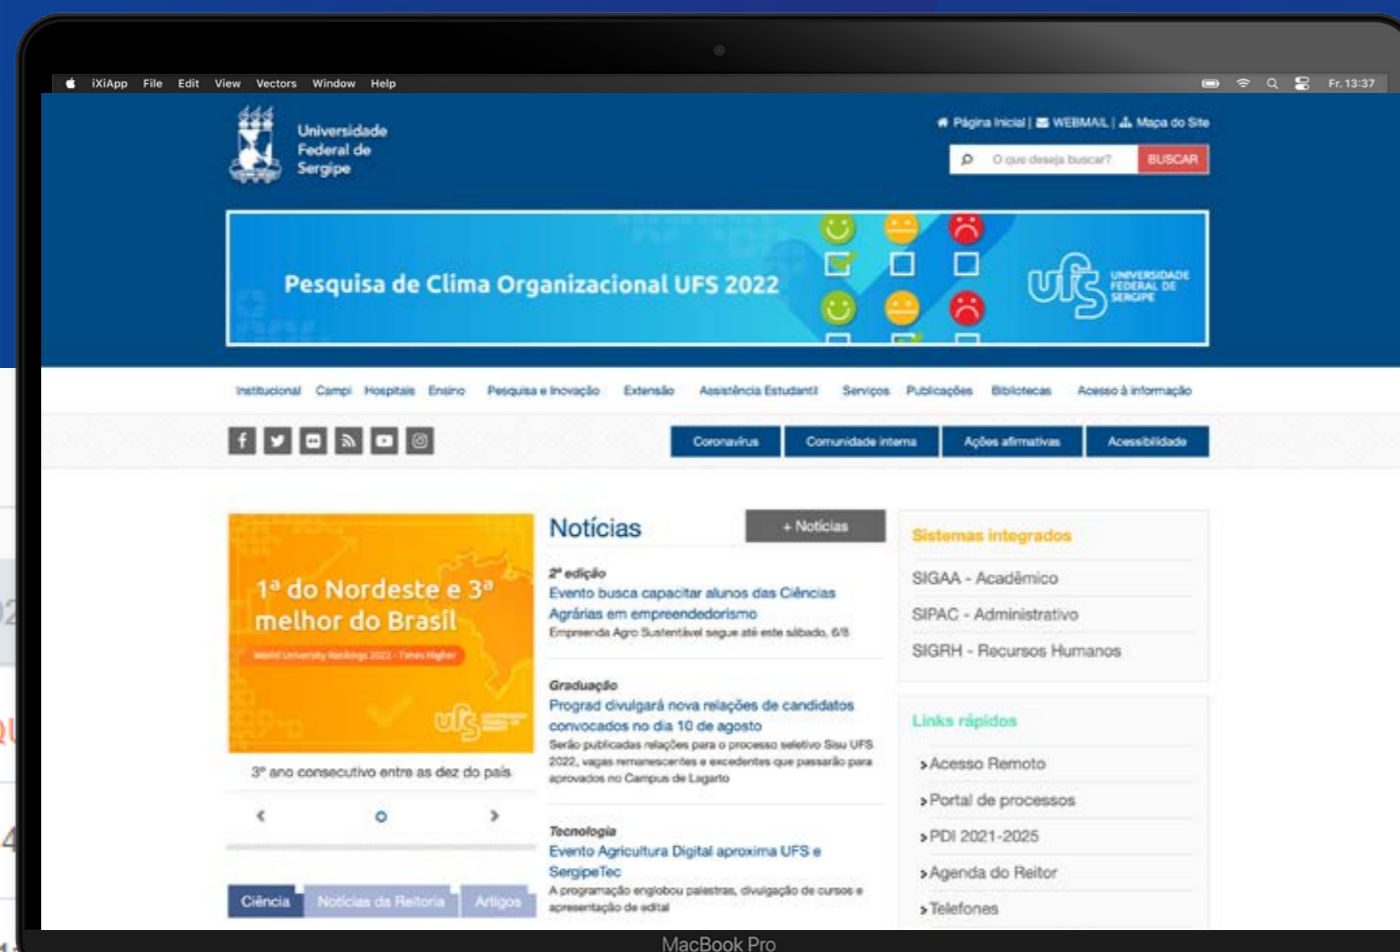 iXiApp File Edit View Vectors Window Help
Fr. 13:37
Universidade
Federal de
Sergipe
Página Inicial | WEBMAIL | Mapa do Site
O que deseja buscar? BUSCAR
Pesquisa de Clima Organizacional UFS 2022
ufs UNIVERSIDADE
FEDERAL DE
SERGIPE
Institucional Campi Hospitais Ensino Pesquisa e Inovação Extensão Assistência Estudantil Serviços Publicações Bibliotecas Acesso à informação
Coronavírus Comunidade interna Ações afirmativas Acessibilidade
1ª do Nordeste e 3ª
melhor do Brasil
World University Rankings 2022 - Times Higher
ufs
3º ano consecutivo entre as dez do país
Ciência Notícias da Reitoria Artigos
Notícias + Notícias
2ª edição
Evento busca capacitar alunos das Ciências
Agrárias em empreendedorismo
Empreenda Agro Sustentável segue até este sábado, 6/8
Graduação
Prograd divulgará nova relações de candidatos
convocados no dia 10 de agosto
Serão publicadas relações para o processo seletivo Sisu UFS
2022, vagas remanescentes e excedentes que passarão para
aprovados no Campus de Lagarto
Tecnologia
Evento Agricultura Digital aproxima UFS e
SergipeTec
A programação englobou palestras, divulgação de cursos e
apresentação de edital
Sistemas integrados
SIGAA - Acadêmico
SIPAC - Administrativo
SIGRH - Recursos Humanos
Links rápidos
Acesso Remoto
Portal de processos
PDI 2021-2025
Agenda do Reitor
Telefones
MacBook Pro